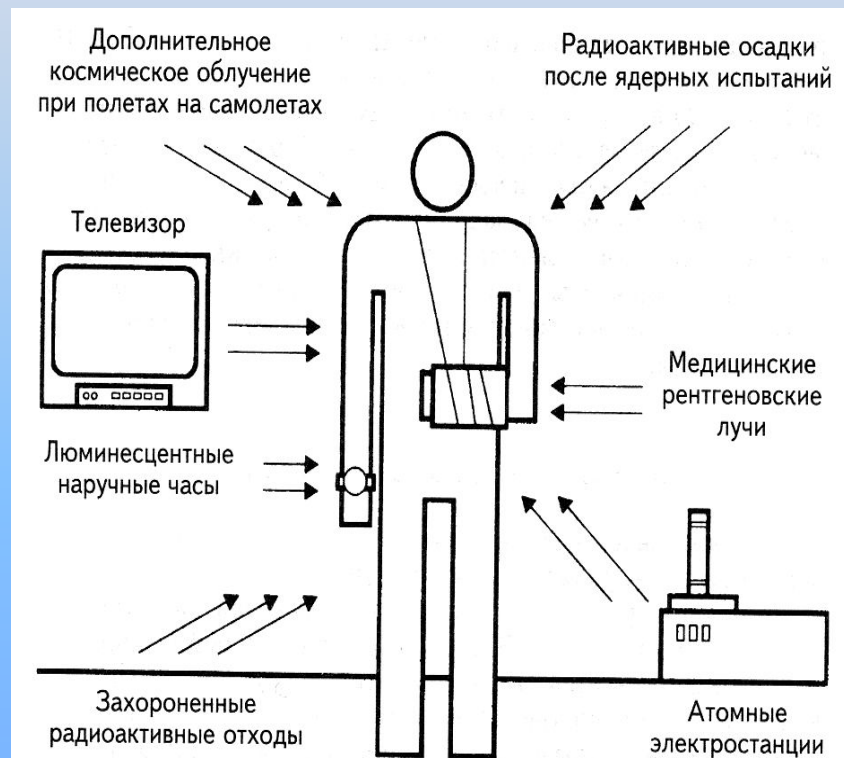 Дополнительное
космическое облучение
при полетах на самолетах
Радиоактивные осадки
после ядерных испытаний
Телевизор
Медицинские
рентгеновские
лучи
Люминесцентные
наручные часы
Захороненные
радиоактивные отходы
Атомные
электростанции